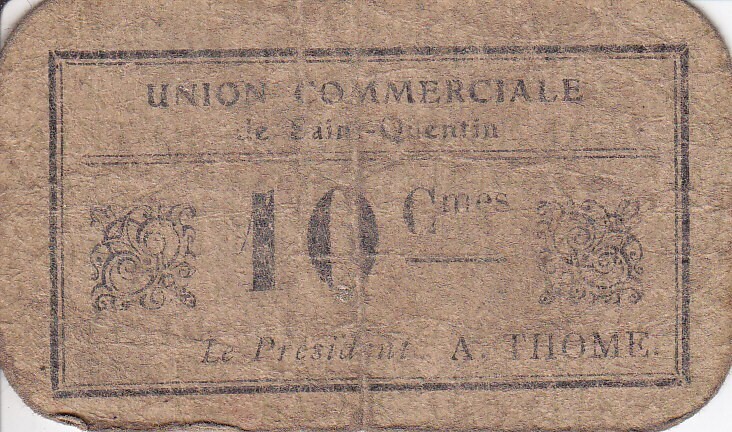 UNION COMMERCIALE
de Saint-Quentin
10 Cmes
Le Président A. THOME.